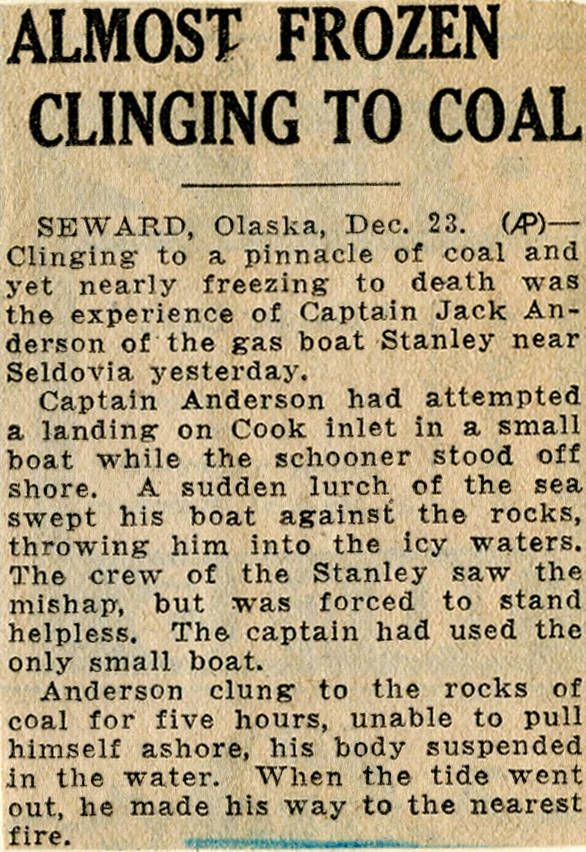 ALMOST FROZEN
CLINGING TO COAL
SEWARD, Olaska, Dec. 23. (AP)—
Clinging to a pinnacle of coal and
yet nearly freezing to death was
the experience of Captain Jack An-
derson of the gas boat Stanley near
Seldovia yesterday.
Captain Anderson had attempted
a landing on Cook inlet in a small
boat while the schooner stood off
shore. A sudden lurch of the sea
swept his boat against the rocks,
throwing him into the icy waters.
The crew of the Stanley saw the
mishap, but was forced to stand
helpless. The captain had used the
only small boat.
Anderson clung to the rocks of
coal for five hours, unable to pull
himself ashore, his body suspended
in the water. When the tide went
out, he made his way to the nearest
fire.